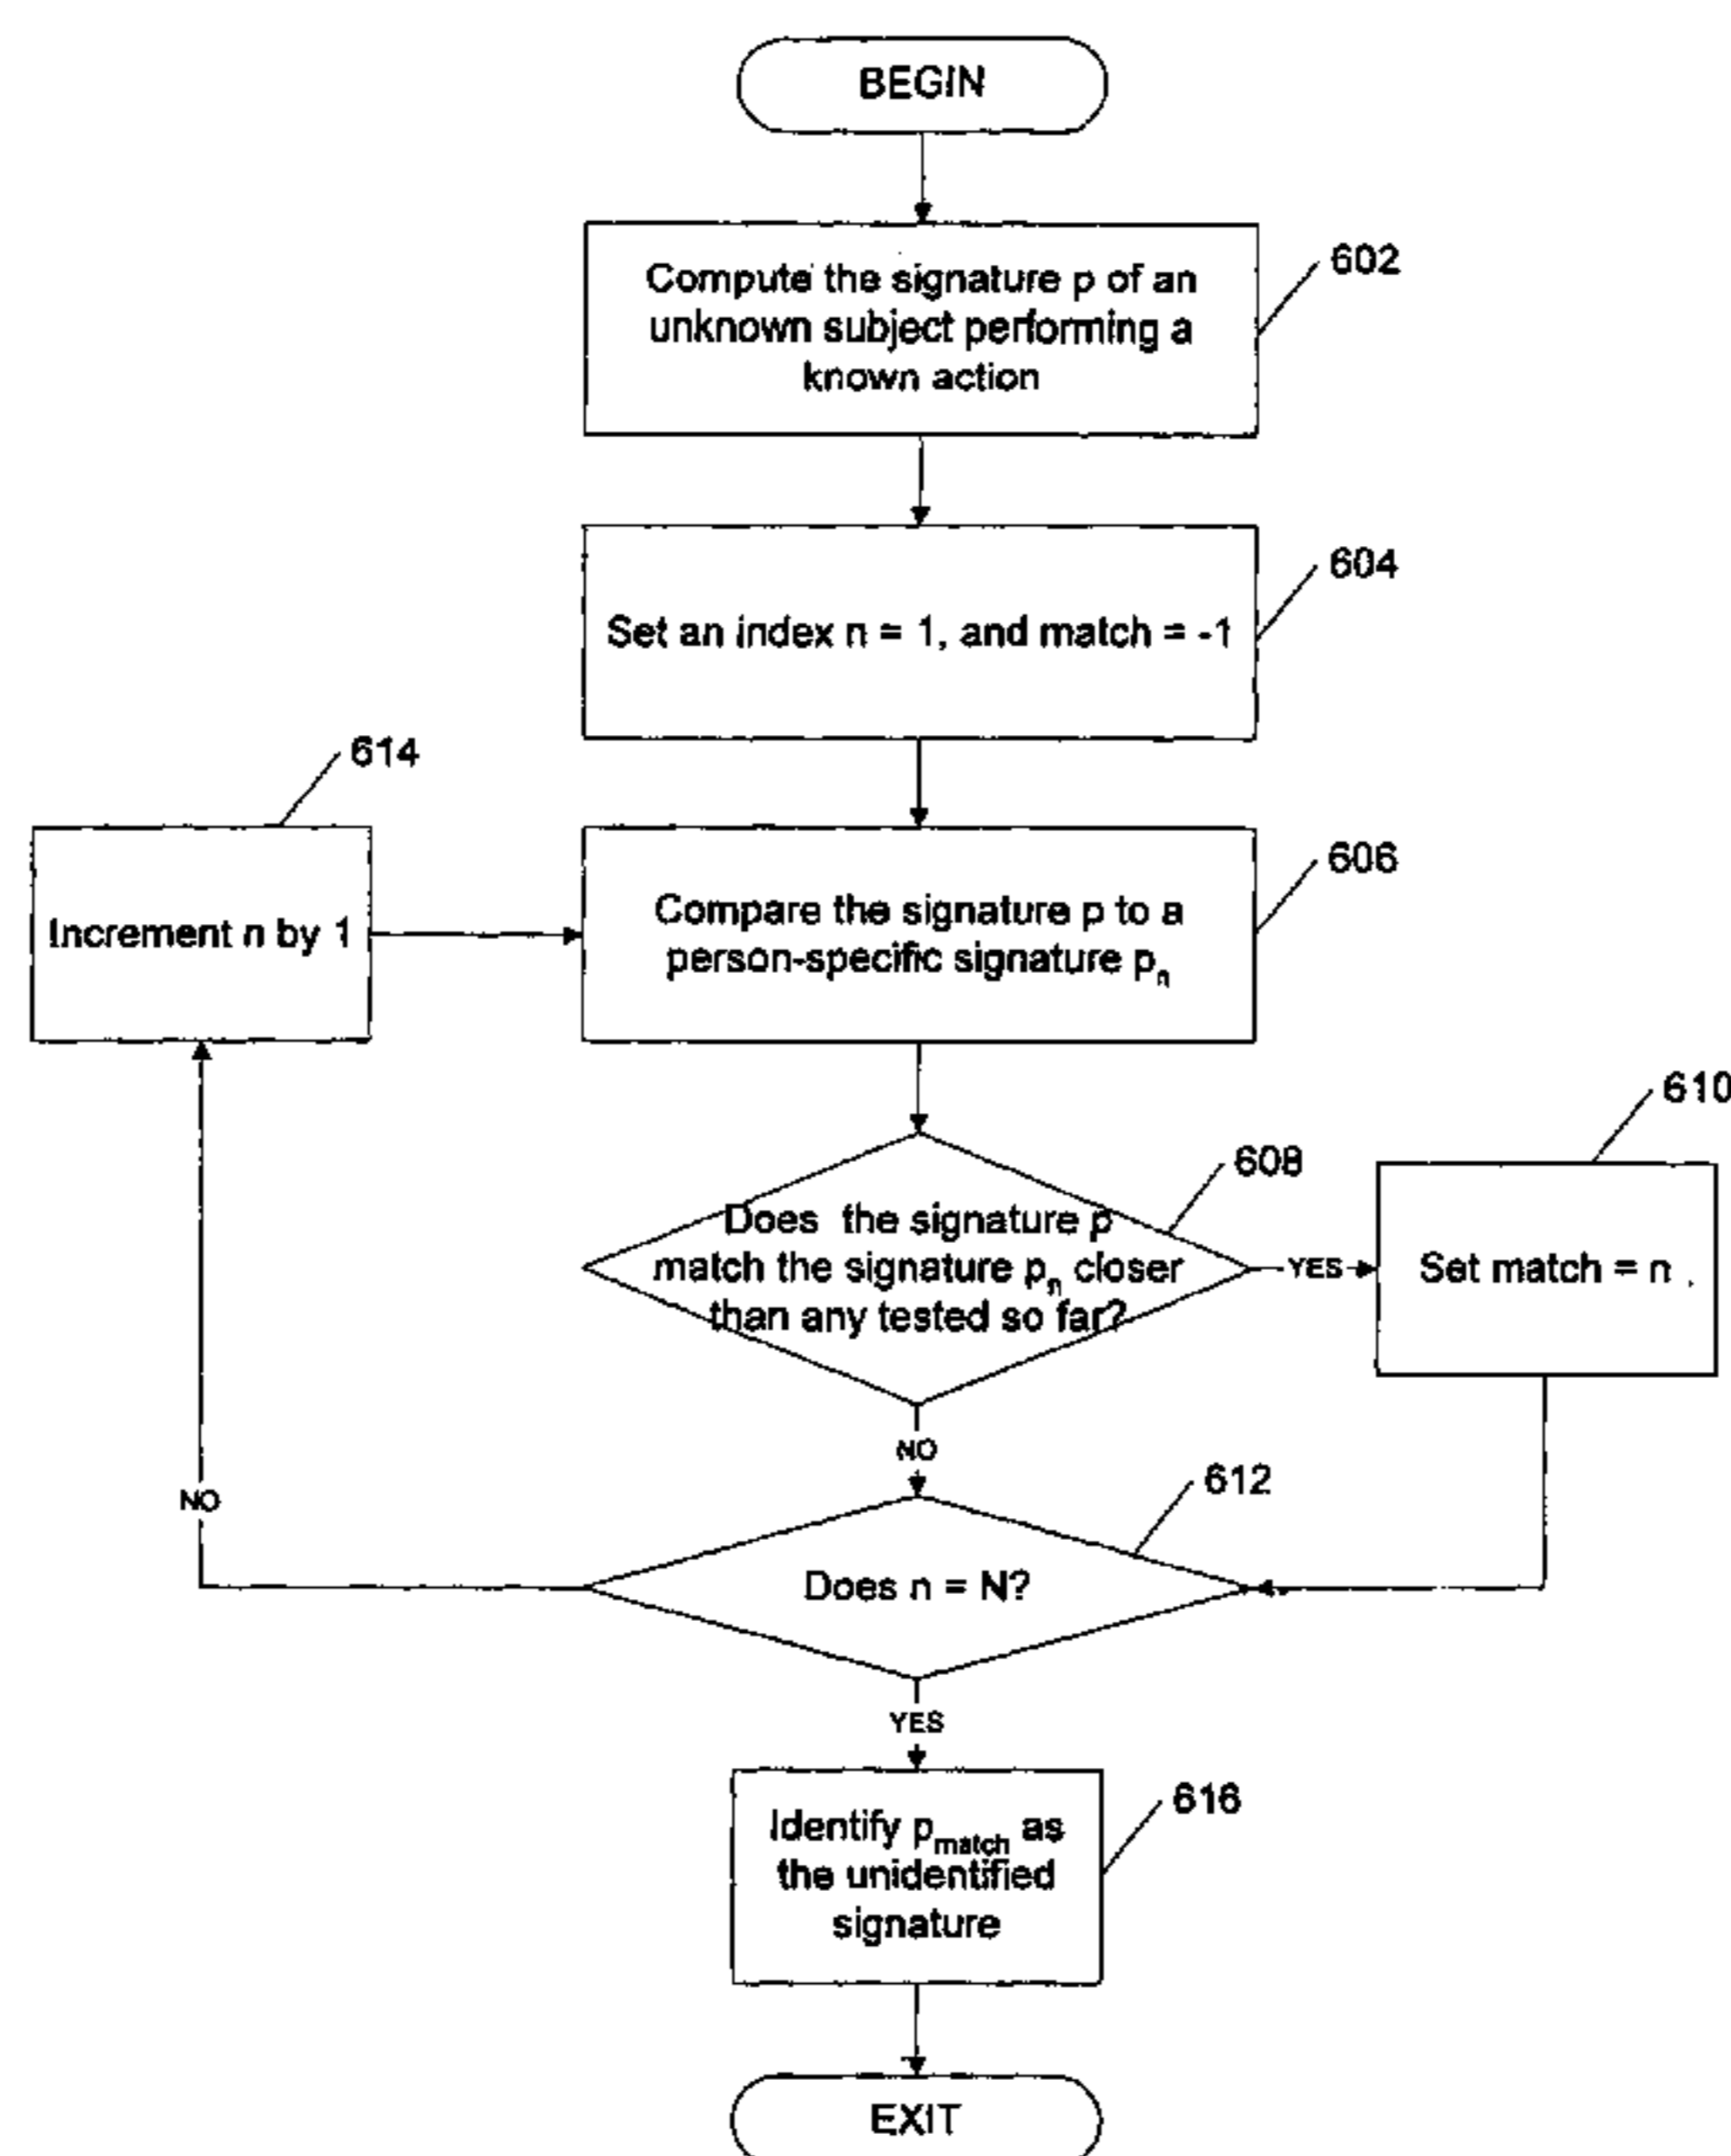 BEGIN
Compute the signature p of an
unknown subject performing a
known action
602
Set an index n = 1, and match = -1
604
614
Increment n by 1
Compare the signature p to a
person-specific signature pn
606
Does the signature p
match the signature pn closer
than any tested so far?
608
YES
610
Set match = n
NO
NO
Does n = N?
612
YES
Identify pmatch as
the unidentified
signature
616
EXIT